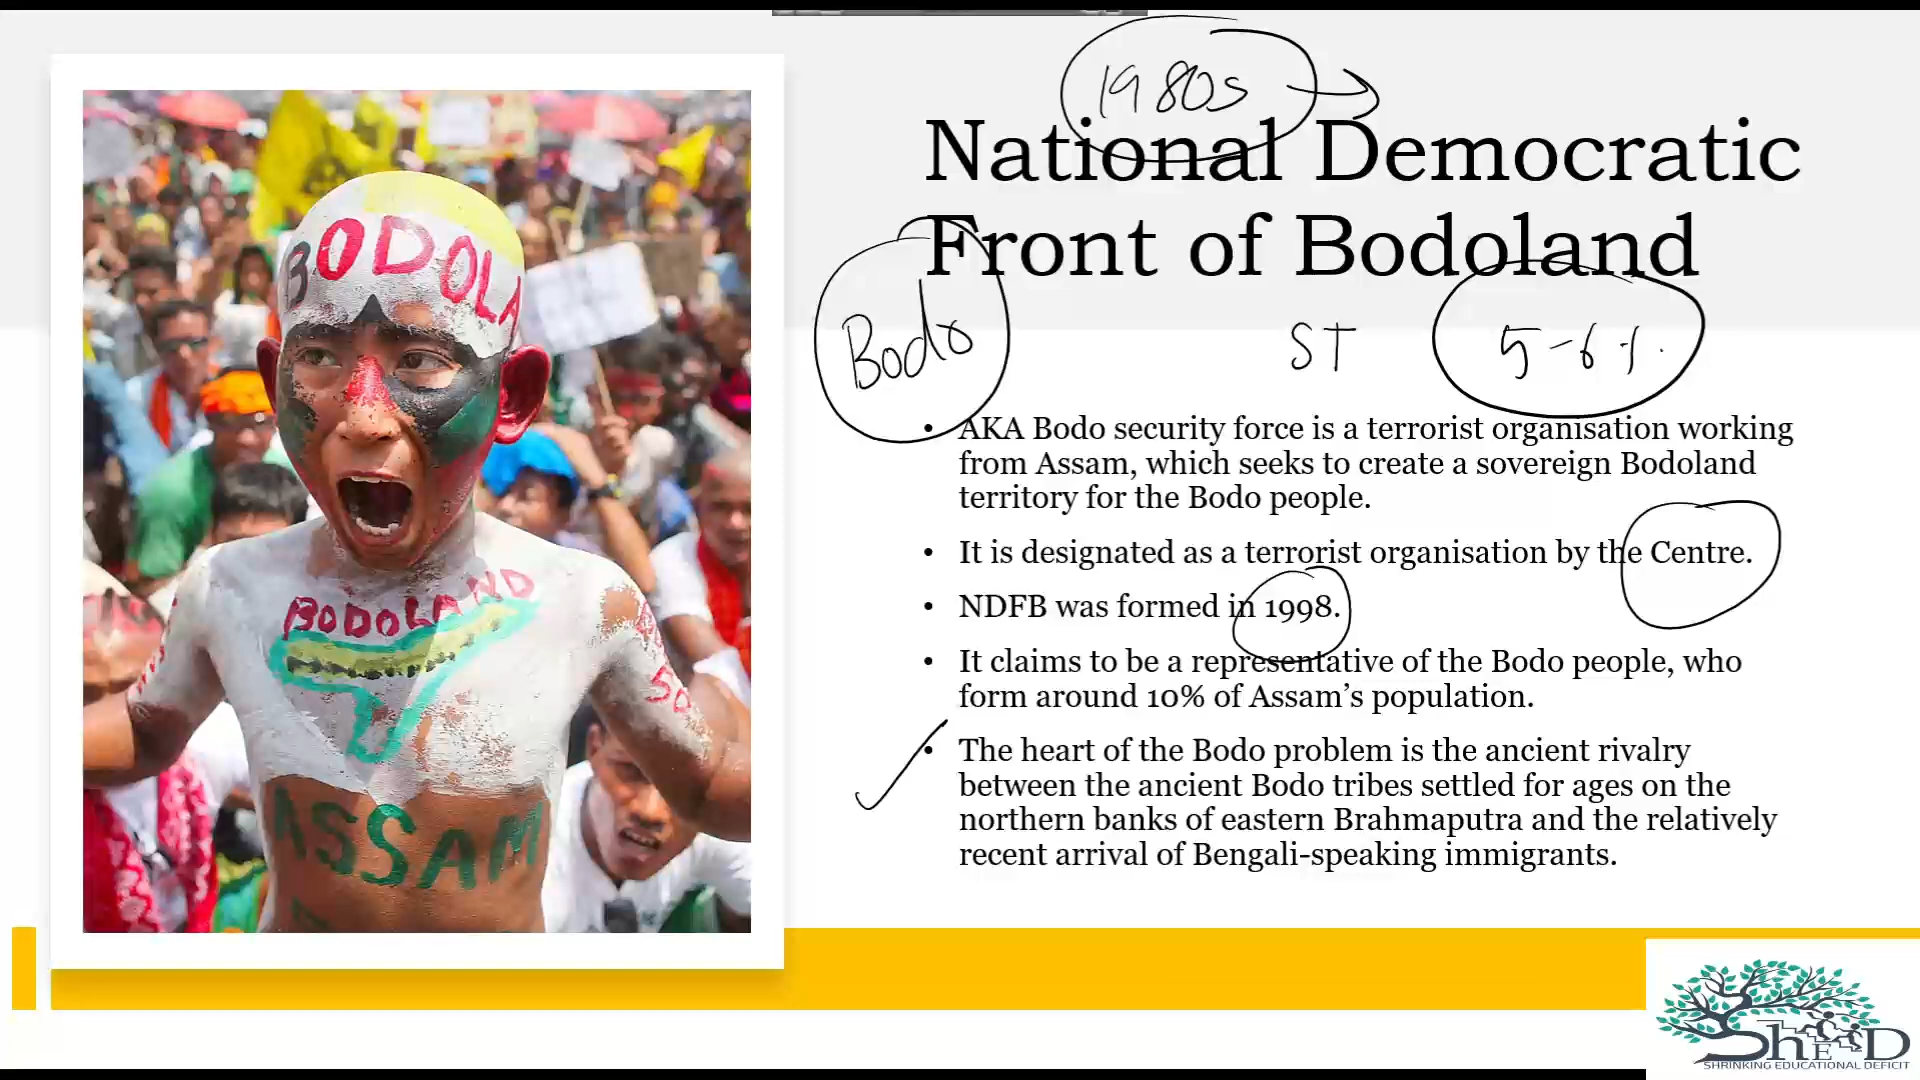 1980s
National Democratic
Front of Bodoland
Bodo
ST 5-6%.
• AKA Bodo security force is a terrorist organisation working
from Assam, which seeks to create a sovereign Bodoland
territory for the Bodo people.
• It is designated as a terrorist organisation by the Centre.
• NDFB was formed in 1998.
• It claims to be a representative of the Bodo people, who
form around 10% of Assam’s population.
• The heart of the Bodo problem is the ancient rivalry
between the ancient Bodo tribes settled for ages on the
northern banks of eastern Brahmaputra and the relatively
recent arrival of Bengali-speaking immigrants.
BODOLA
BODOLAND
ASSAM
50
ShED
SHRINKING EDUCATIONAL DEFICIT